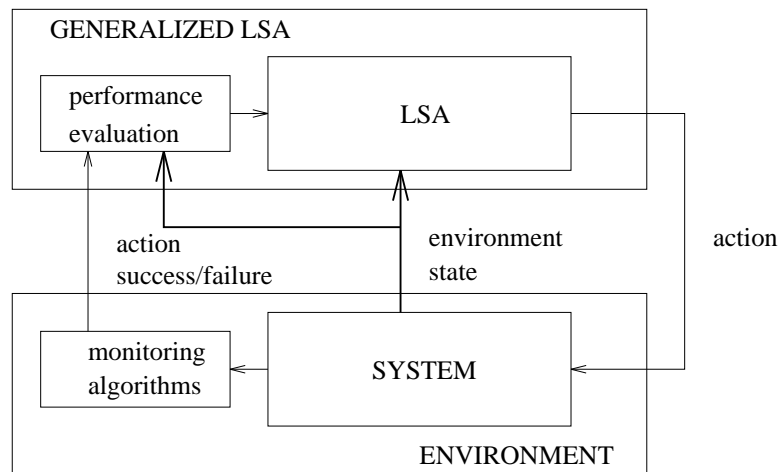 GENERALIZED LSA
performance
evaluation
LSA
action
success/failure
environment
state
action
monitoring
algorithms
SYSTEM
ENVIRONMENT